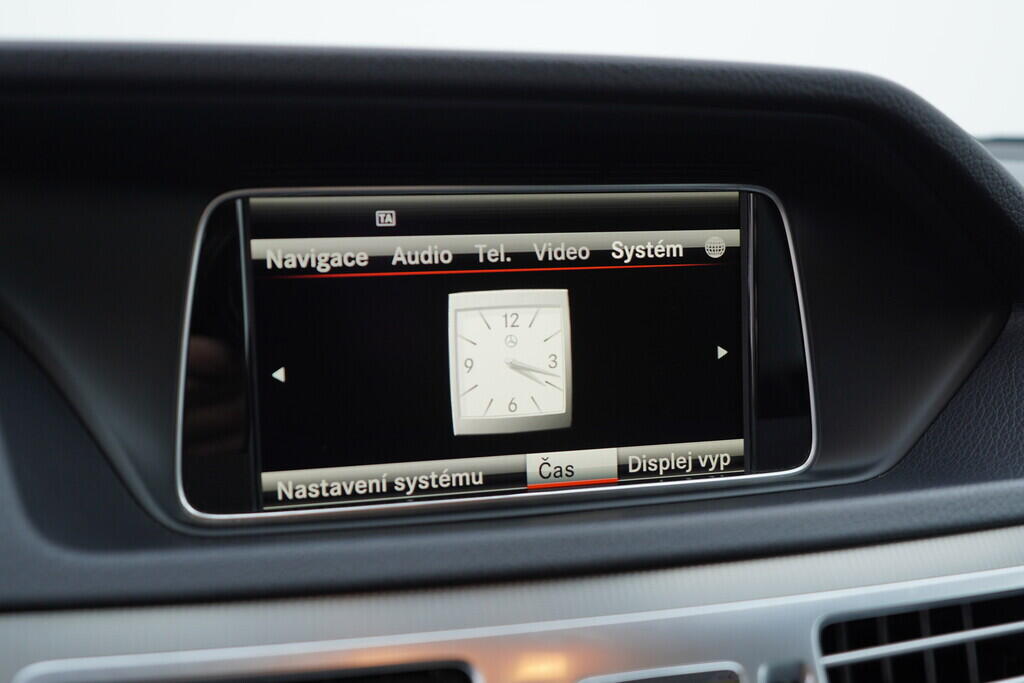 TA
Navigace Audio Tel. Video Systém
12
9 3
6
Nastavení systému Čas Displej vyp